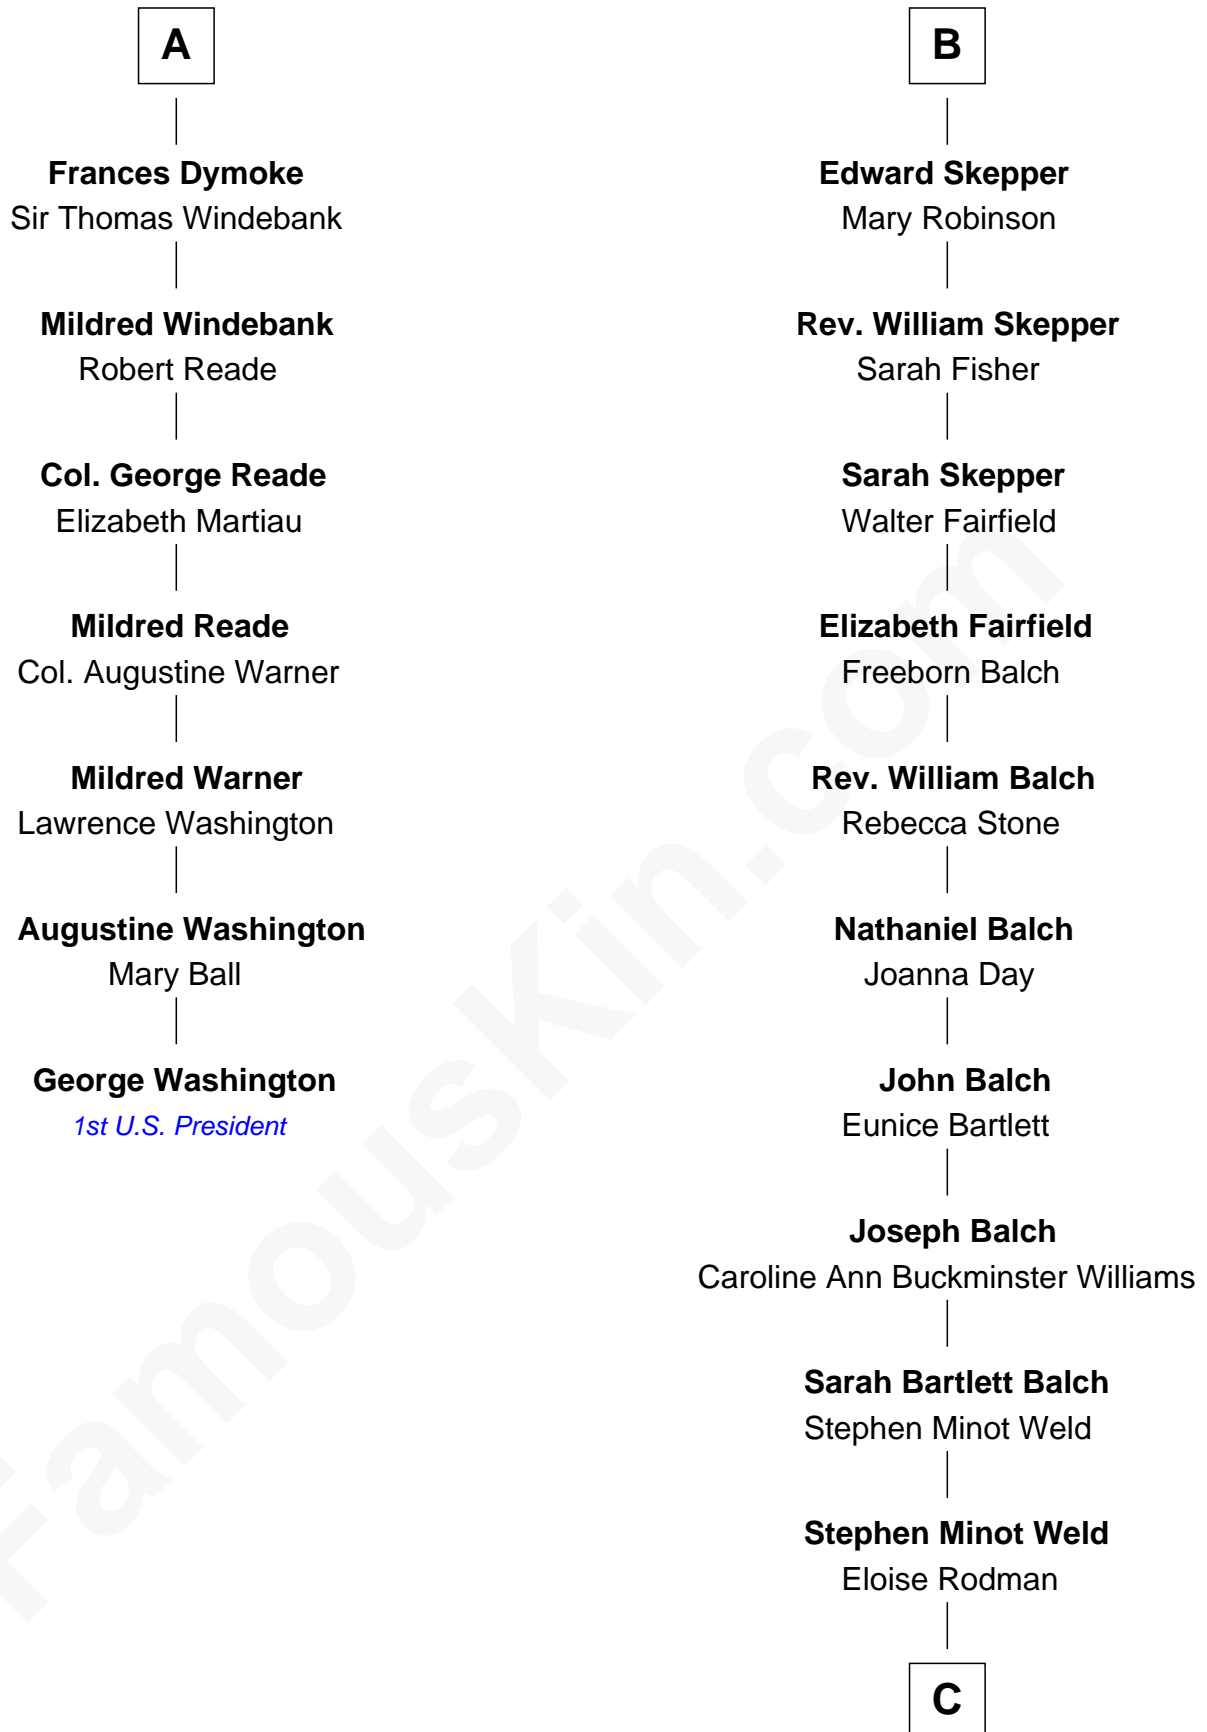 A
Frances Dymoke
Sir Thomas Windebank
Mildred Windebank
Robert Reade
Col. George Reade
Elizabeth Martiau
Mildred Reade
Col. Augustine Warner
Mildred Warner
Lawrence Washington
Augustine Washington
Mary Ball
George Washington
1st U.S. President
B
Edward Skepper
Mary Robinson
Rev. William Skepper
Sarah Fisher
Sarah Skepper
Walter Fairfield
Elizabeth Fairfield
Freeborn Balch
Rev. William Balch
Rebecca Stone
Nathaniel Balch
Joanna Day
John Balch
Eunice Bartlett
Joseph Balch
Caroline Ann Buckminster Williams
Sarah Bartlett Balch
Stephen Minot Weld
Stephen Minot Weld
Eloise Rodman
C
FamousKin.com